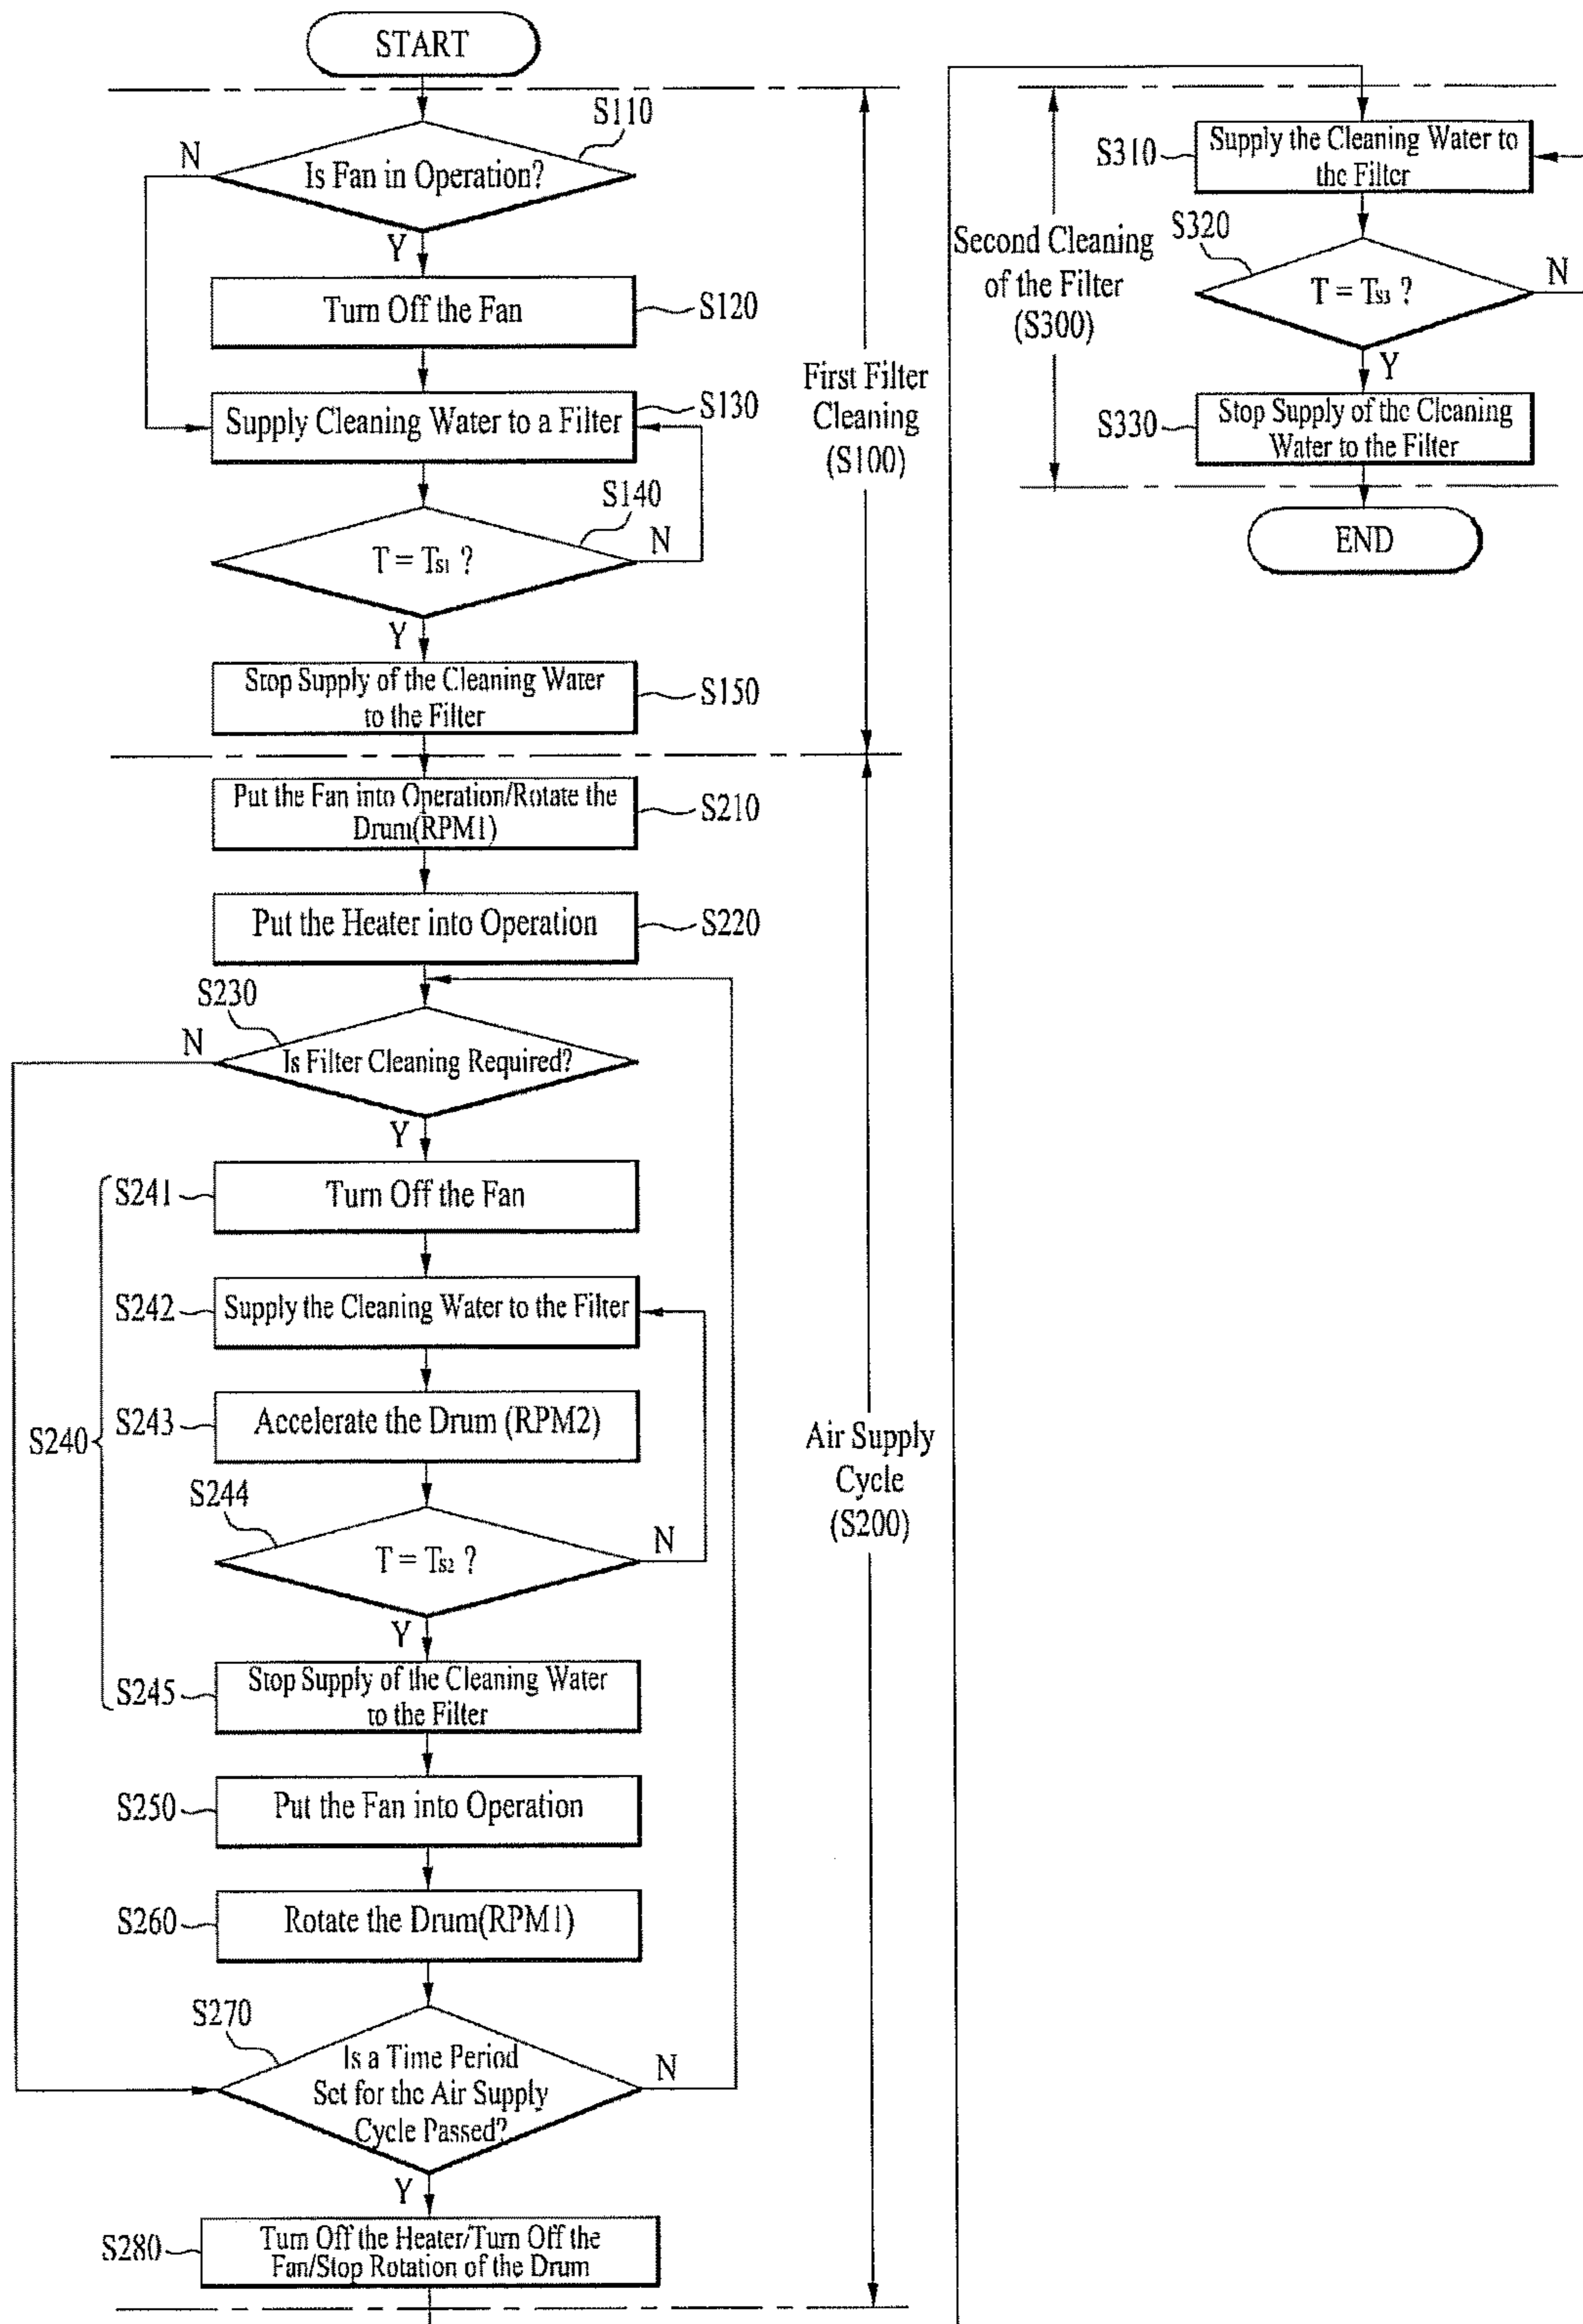 START
S110
N
Is Fan in Operation?
Y
Turn Off the Fan
S120
Supply Cleaning Water to a Filter
S130
S140
T = TS1 ?
N
Y
Stop Supply of the Cleaning Water
to the Filter
S150
First Filter
Cleaning
(S100)
Put the Fan into Operation/Rotate the
Drum(RPM1)
S210
Put the Heater into Operation
S220
S230
N
Is Filter Cleaning Required?
Y
S241
Turn Off the Fan
S242
Supply the Cleaning Water to the Filter
S243
Accelerate the Drum (RPM2)
S240
S244
T = TS2 ?
N
Y
S245
Stop Supply of the Cleaning Water
to the Filter
S250
Put the Fan into Operation
S260
Rotate the Drum(RPM1)
S270
Is a Time Period
Set for the Air Supply
Cycle Passed?
N
Y
S280
Turn Off the Heater/Turn Off the
Fan/Stop Rotation of the Drum
Air Supply
Cycle
(S200)
S310
Supply the Cleaning Water to
the Filter
Second Cleaning
of the Filter
(S300)
S320
T = TS3 ?
N
Y
S330
Stop Supply of the Cleaning
Water to the Filter
END